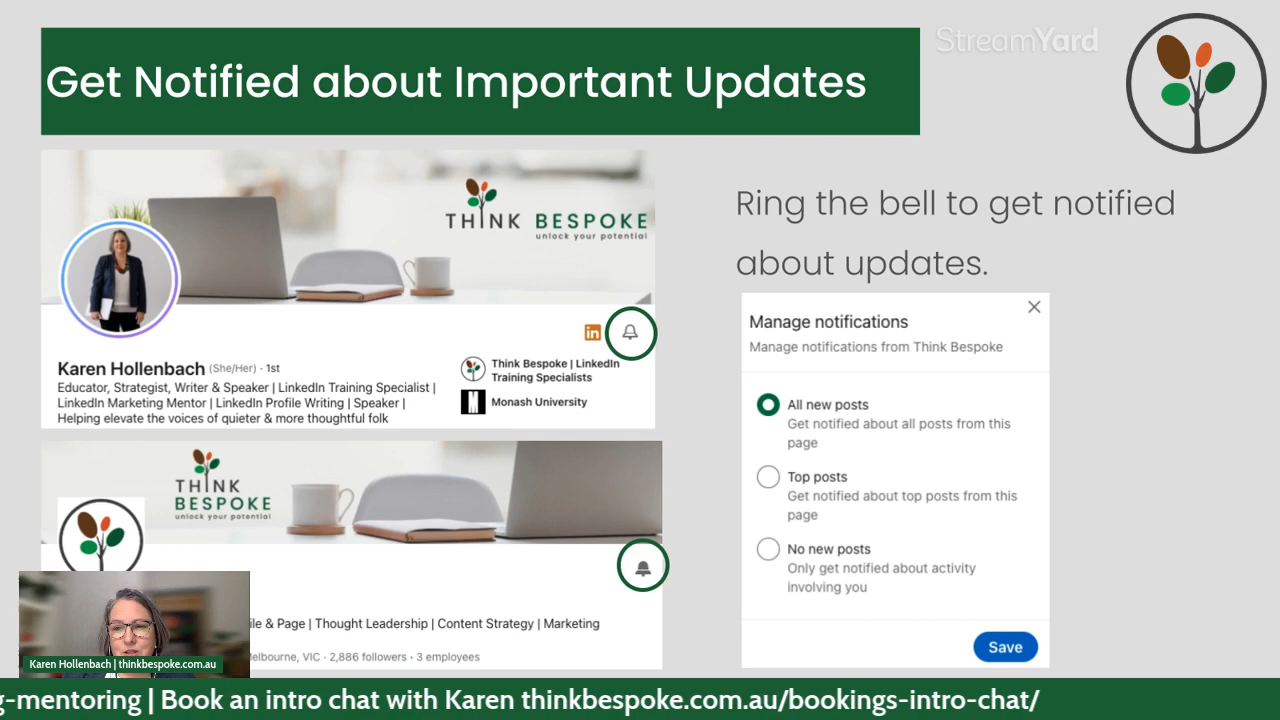 Get Notified about Important Updates
StreamYard
THINK BESPOKE
unlock your potential
Ring the bell to get notified
about updates.
in
Karen Hollenbach (She/Her) · 1st
Educator, Strategist, Writer & Speaker | LinkedIn Training Specialist |
LinkedIn Marketing Mentor | LinkedIn Profile Writing | Speaker |
Helping elevate the voices of quieter & more thoughtful folk
Think Bespoke | LinkedIn
Training Specialists
Monash University
Manage notifications
Manage notifications from Think Bespoke
All new posts
Get notified about all posts from this
page
Top posts
Get notified about top posts from this
page
No new posts
Only get notified about activity
involving you
Save
THINK
BESPOKE
unlock your potential
ile & Page | Thought Leadership | Content Strategy | Marketing
elbourne, VIC · 2,886 followers · 3 employees
Karen Hollenbach | thinkbespoke.com.au
g-mentoring | Book an intro chat with Karen thinkbespoke.com.au/bookings-intro-chat/